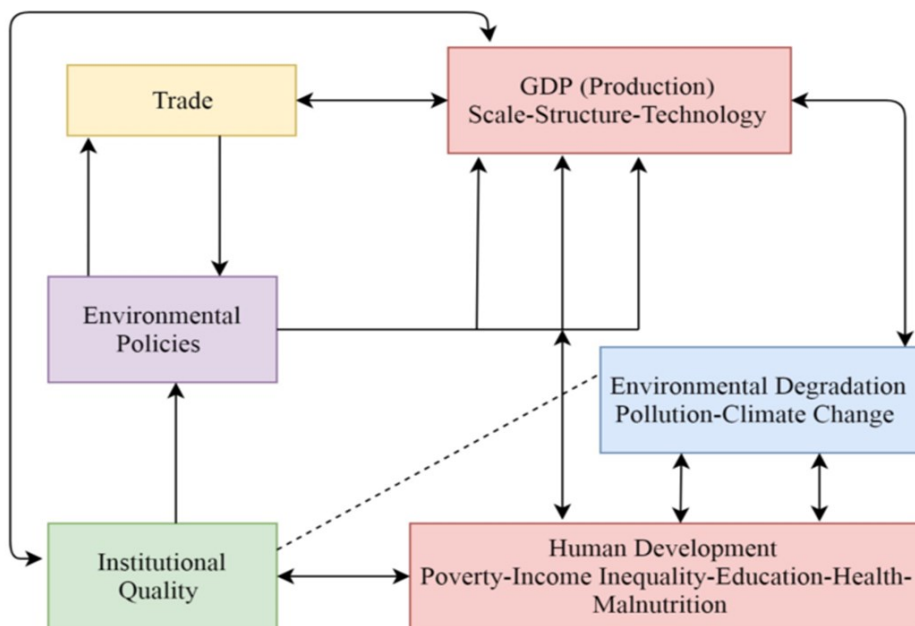 Trade
GDP (Production)
Scale-Structure-Technology
Environmental
Policies
Environmental Degradation
Pollution-Climate Change
Institutional
Quality
Human Development
Poverty-Income Inequality-Education-Health-
Malnutrition